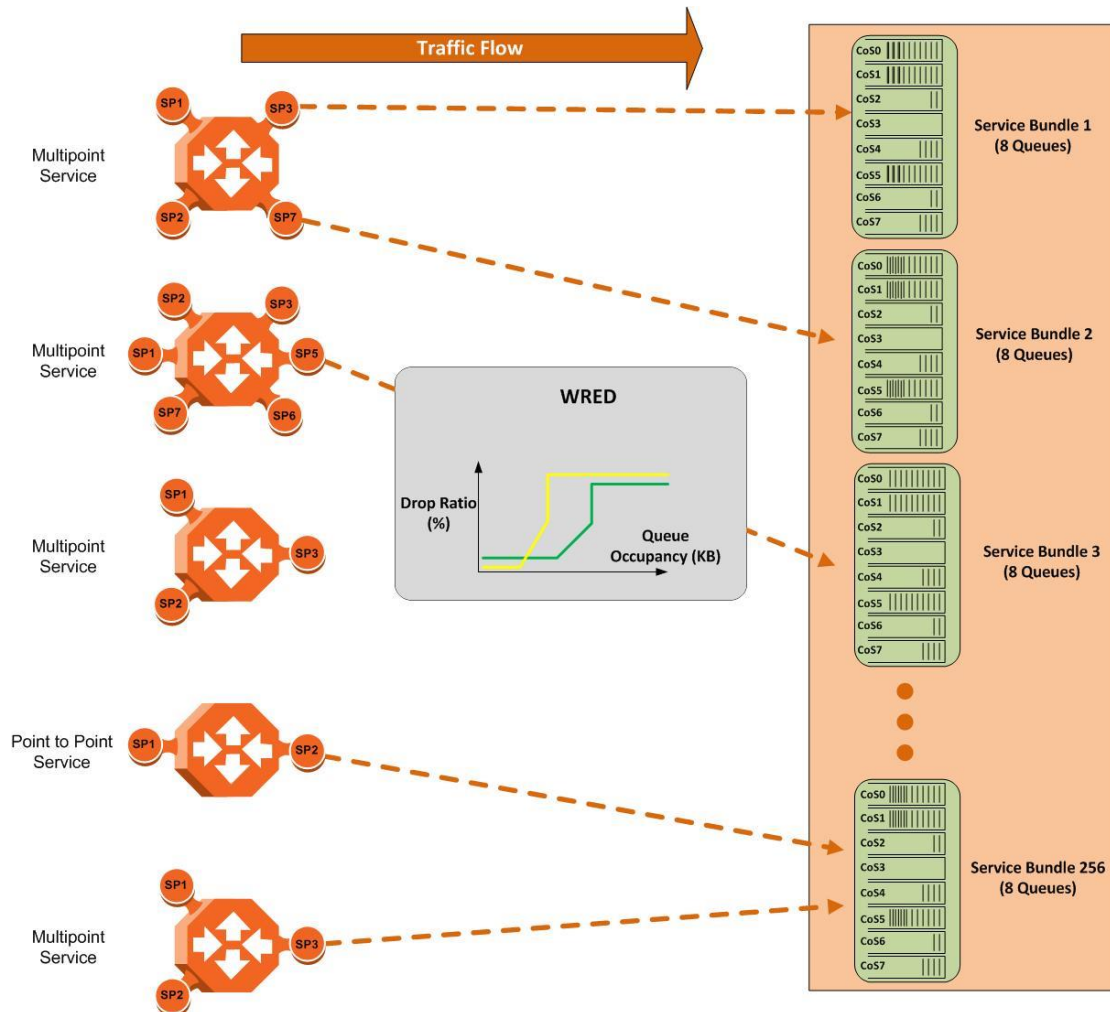 Traffic Flow
SP1
SP3
SP2
SP7
Multipoint
Service
SP2
SP3
SP1
SP5
SP7
SP6
Multipoint
Service
SP1
SP3
SP2
Multipoint
Service
SP1
SP2
Point to Point
Service
SP1
SP3
SP2
Multipoint
Service
WRED
Drop Ratio
(%)
Queue
Occupancy (KB)
CoS0
CoS1
CoS2
CoS3
CoS4
CoS5
CoS6
CoS7
Service Bundle 1
(8 Queues)
CoS0
CoS1
CoS2
CoS3
CoS4
CoS5
CoS6
CoS7
Service Bundle 2
(8 Queues)
CoS0
CoS1
CoS2
CoS3
CoS4
CoS5
CoS6
CoS7
Service Bundle 3
(8 Queues)
CoS0
CoS1
CoS2
CoS3
CoS4
CoS5
CoS6
CoS7
Service Bundle 256
(8 Queues)